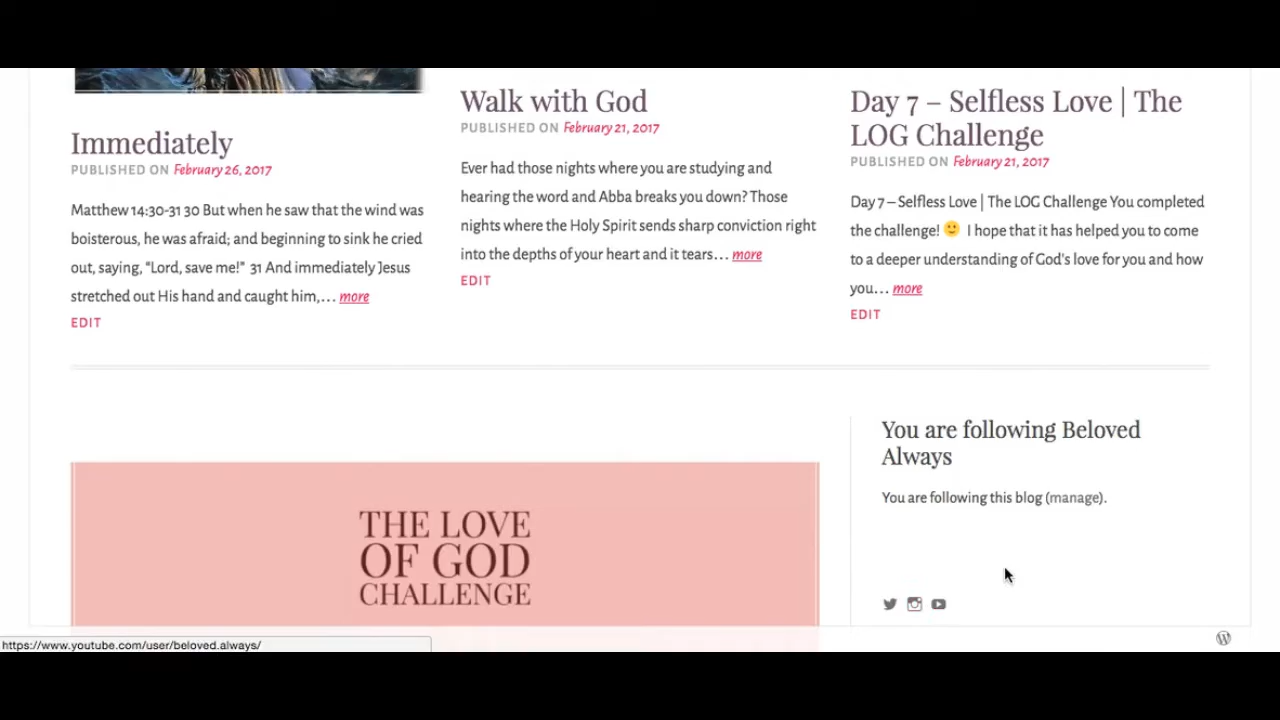 Immediately
PUBLISHED ON February 26, 2017
Matthew 14:30-31 30 But when he saw that the wind was
boisterous, he was afraid; and beginning to sink he cried
out, saying, “Lord, save me!”  31 And immediately Jesus
stretched out His hand and caught him,… more
EDIT
Walk with God
PUBLISHED ON February 21, 2017
Ever had those nights where you are studying and
hearing the word and Abba breaks you down? Those
nights where the Holy Spirit sends sharp conviction right
into the depths of your heart and it tears… more
EDIT
Day 7 – Selfless Love | The
LOG Challenge
PUBLISHED ON February 21, 2017
Day 7 – Selfless Love | The LOG Challenge You completed
the challenge! 🙂 I hope that it has helped you to come
to a deeper understanding of God's love for you and how
you… more
EDIT
THE LOVE
OF GOD
CHALLENGE
You are following Beloved
Always
You are following this blog (manage).
https://www.youtube.com/user/beloved.always/